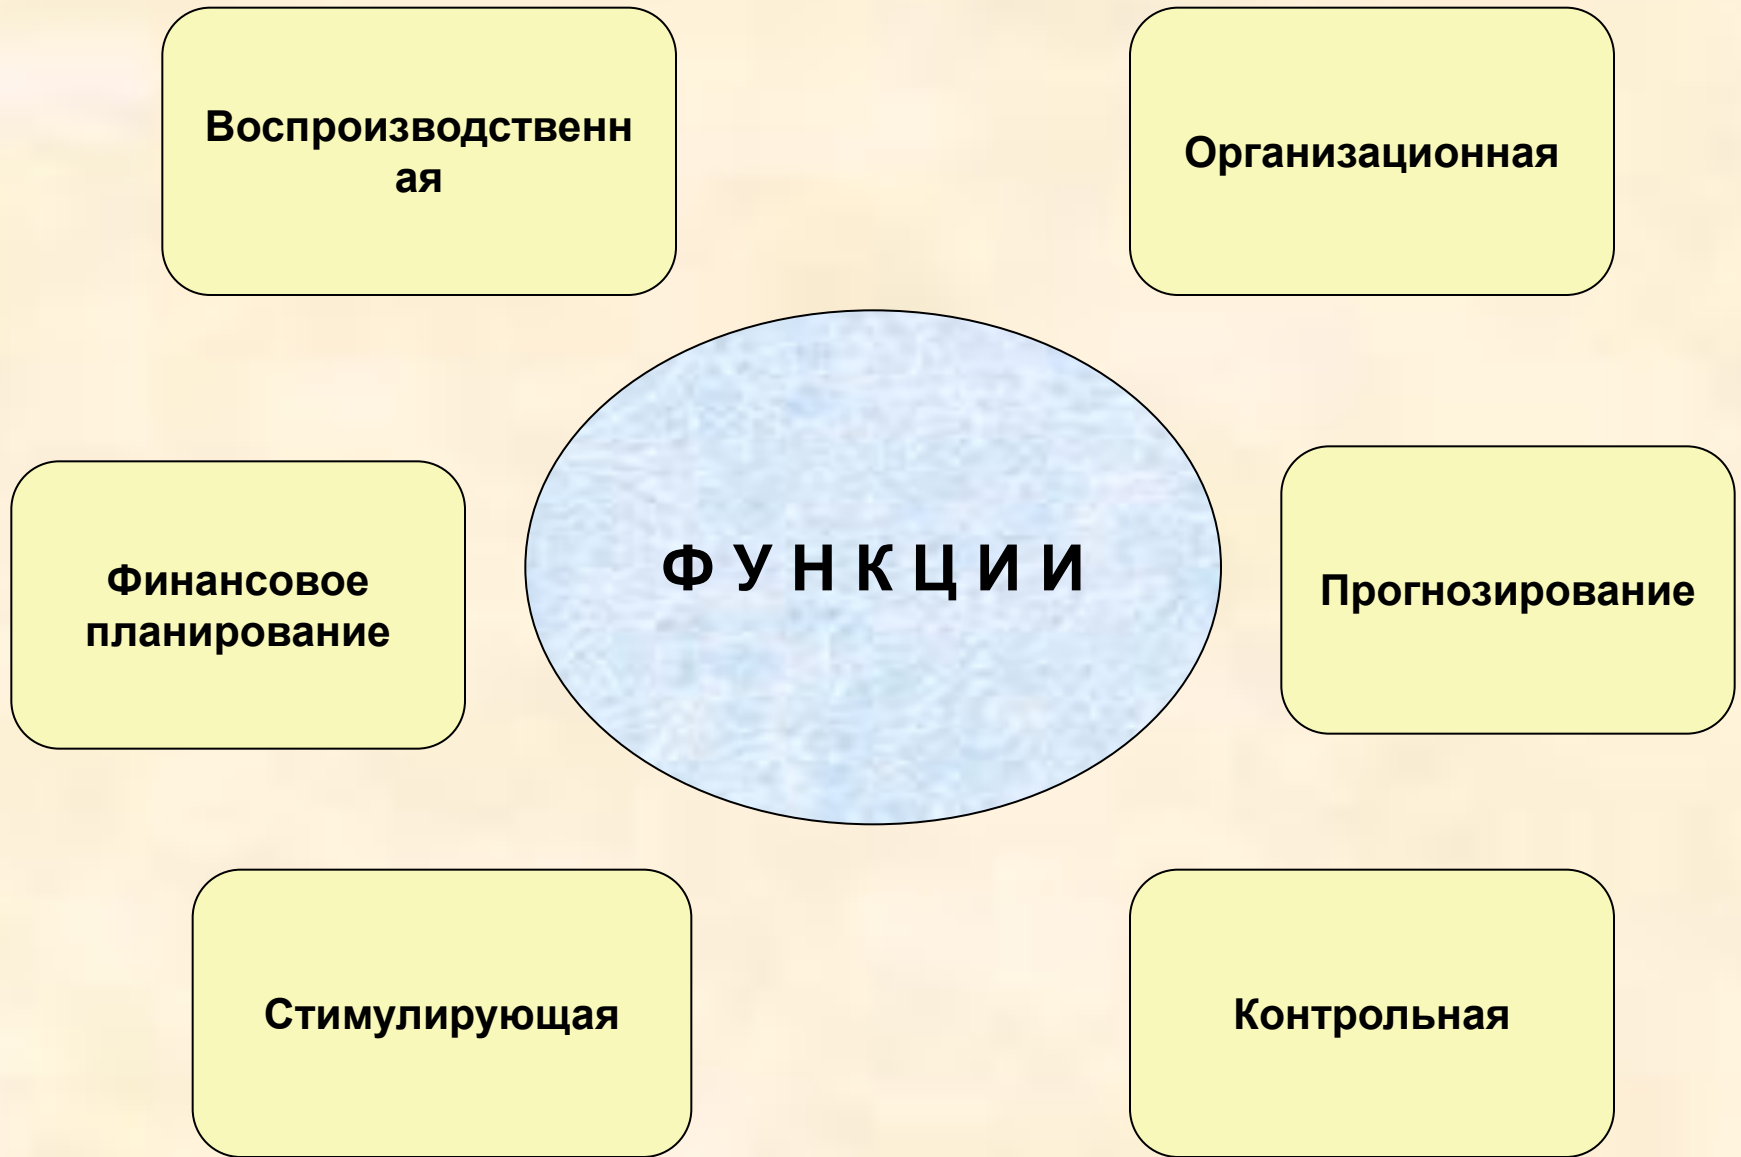 Воспроизводственн
ая
Организационная
Финансовое
планирование
Ф У Н К Ц И И
Прогнозирование
Стимулирующая
Контрольная